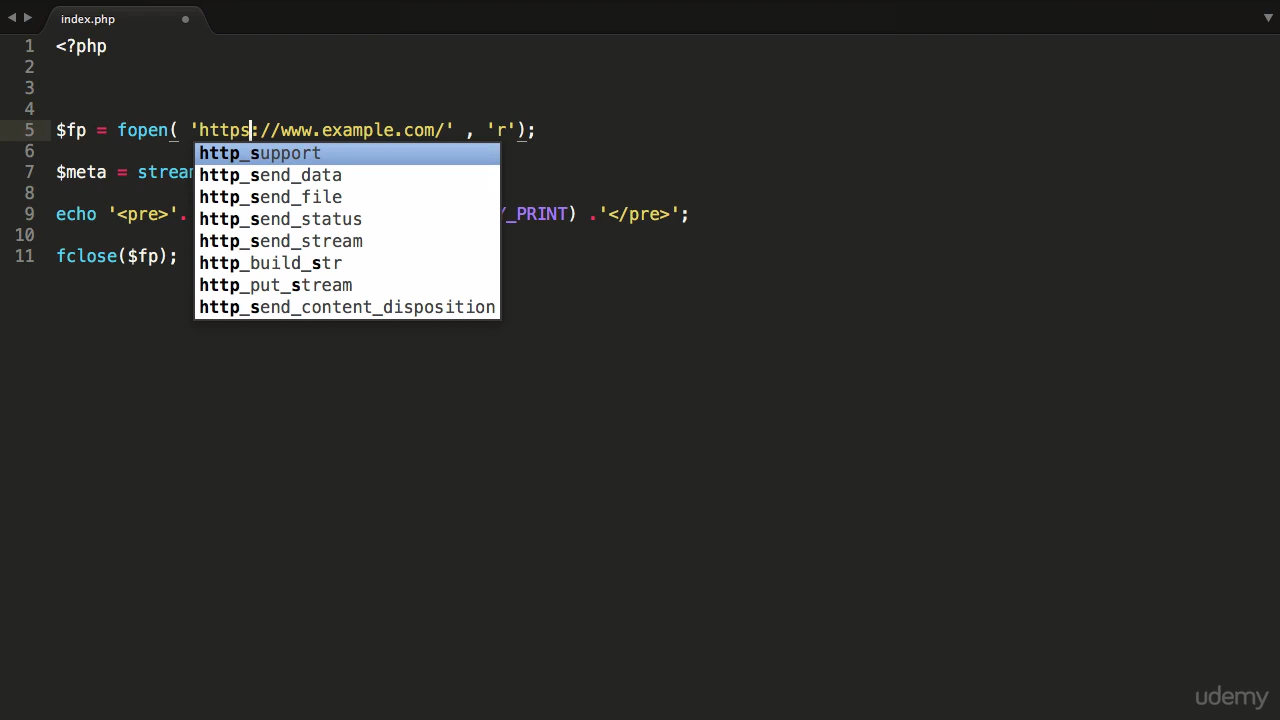 index.php
1 <?php
2
3
4
5 $fp = fopen( 'https://www.example.com/' , 'r');
http_support
6
http_send_data
7 $meta = strea
http_send_file
8
http_send_status
9 echo '<pre>'. _PRINT) .'</pre>';
http_send_stream
10
http_build_str
11 fclose($fp);
http_put_stream
http_send_content_disposition
udemy